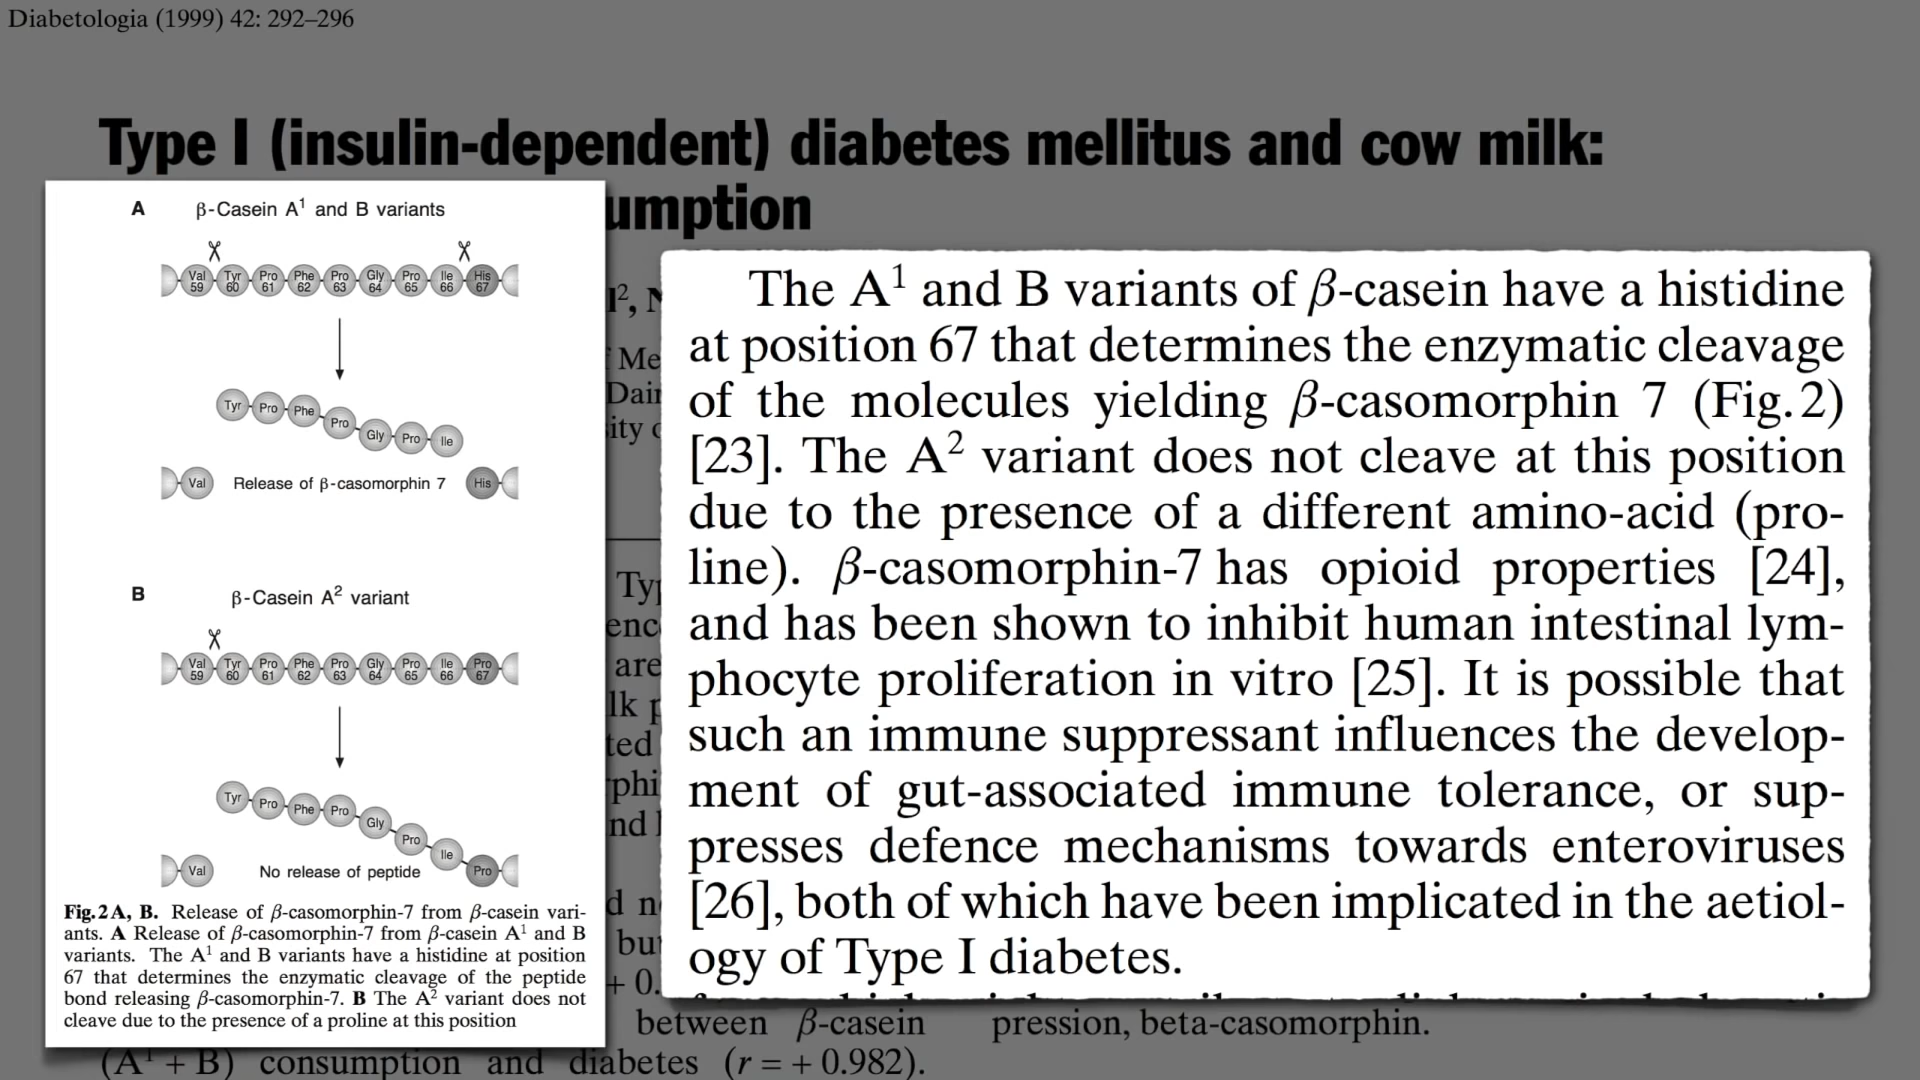 Diabetologia (1999) 42: 292–296
Type I (insulin-dependent) diabetes mellitus and cow milk:
A β-Casein A¹ and B variants
Val 59 Tyr 60 Pro 61 Phe 62 Pro 63 Gly 64 Pro 65 Ile 66 His 67
Tyr Pro Phe Pro Gly Pro Ile
Val Release of β-casomorphin 7 His
B β-Casein A² variant
Val 59 Tyr 60 Pro 61 Phe 62 Pro 63 Gly 64 Pro 65 Ile 66 Pro 67
Tyr Pro Phe Pro Gly Pro Ile Pro
Val No release of peptide
Fig. 2 A, B. Release of β-casomorphin-7 from β-casein vari-
ants. A Release of β-casomorphin-7 from β-casein A¹ and B
variants. The A¹ and B variants have a histidine at position
67 that determines the enzymatic cleavage of the peptide
bond releasing β-casomorphin-7. B The A² variant does not
cleave due to the presence of a proline at this position
The A¹ and B variants of β-casein have a histidine
at position 67 that determines the enzymatic cleavage
of the molecules yielding β-casomorphin 7 (Fig. 2)
[23]. The A² variant does not cleave at this position
due to the presence of a different amino-acid (pro-
line). β-casomorphin-7 has opioid properties [24],
and has been shown to inhibit human intestinal lym-
phocyte proliferation in vitro [25]. It is possible that
such an immune suppressant influences the develop-
ment of gut-associated immune tolerance, or sup-
presses defence mechanisms towards enteroviruses
[26], both of which have been implicated in the aetiol-
ogy of Type I diabetes.
between β-casein pression, beta-casomorphin.
(A¹ + B) consumption and diabetes (r = + 0.982).